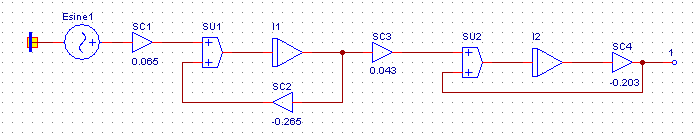 Esine1
SC1
SU1
I1
SC3
SU2
I2
SC4
1
0.065
0.043
SC2
-0.203
-0.265